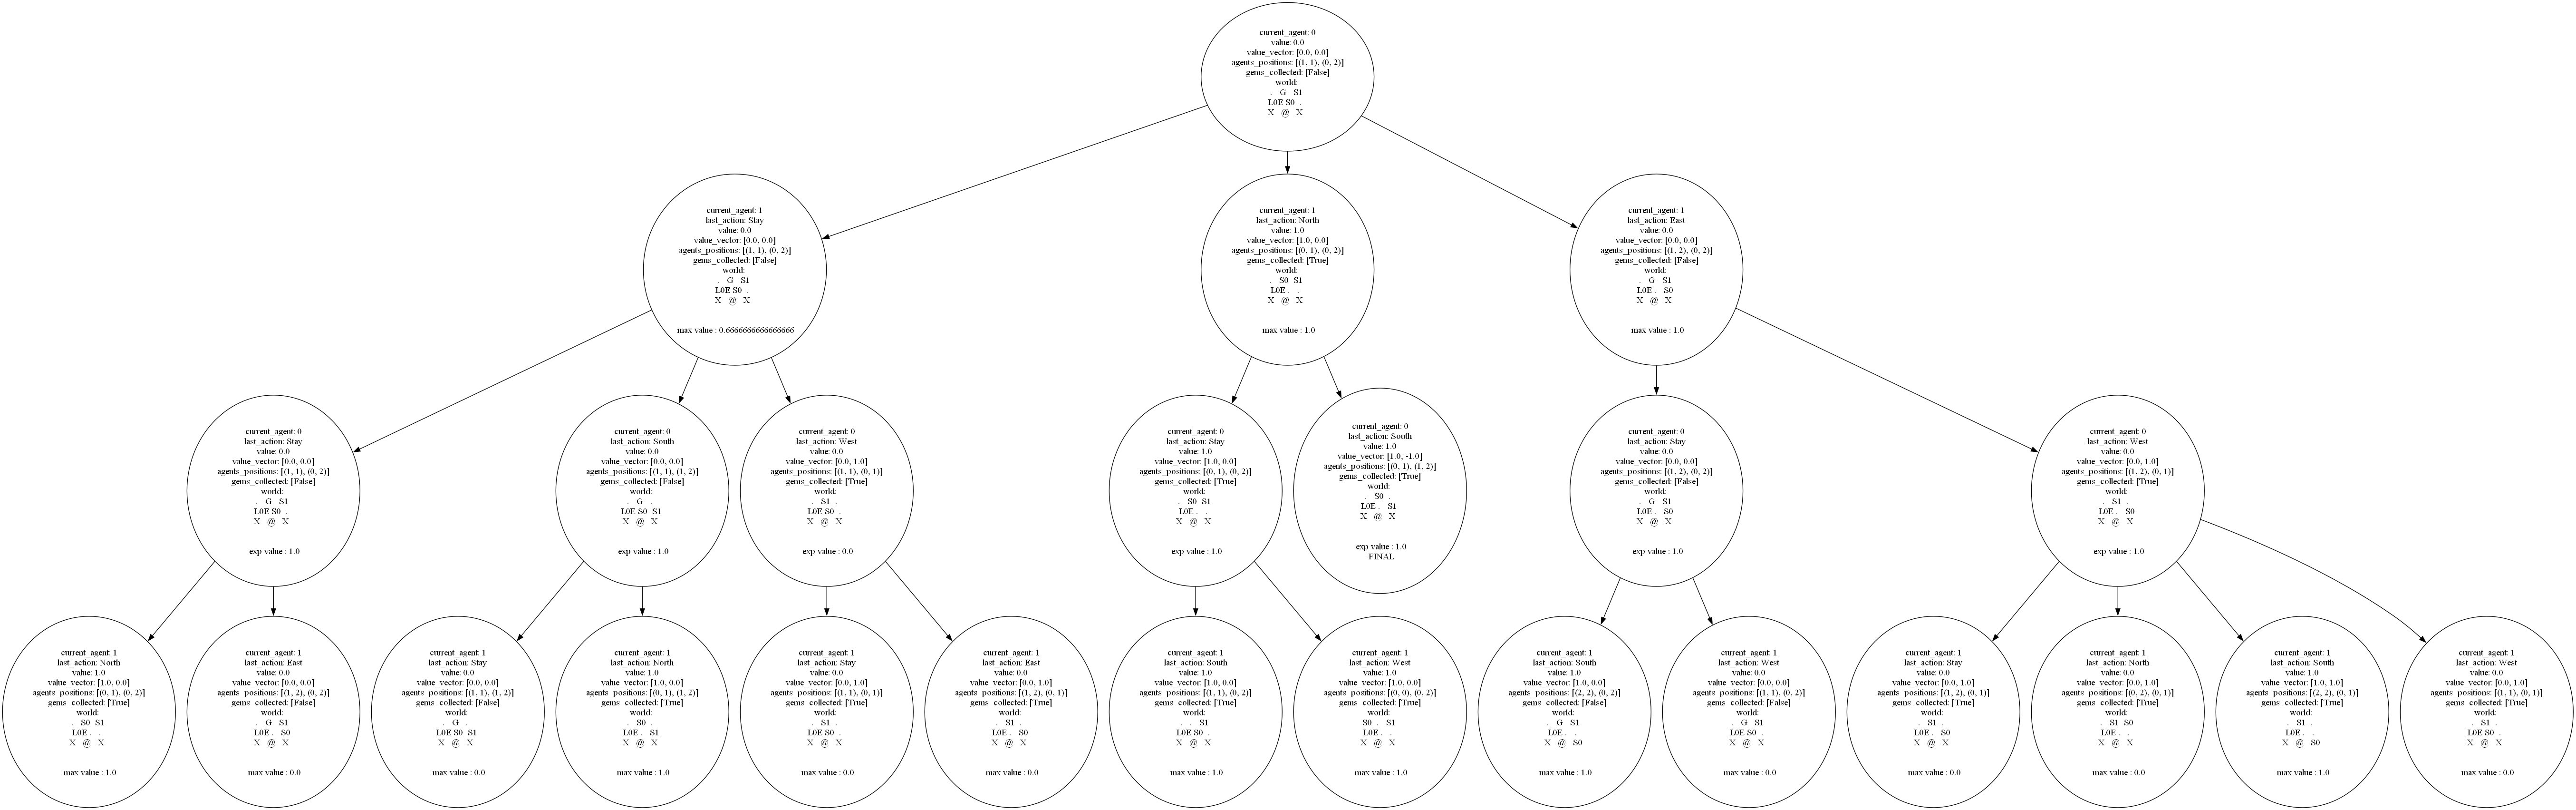 current_agent: 0
value: 0.0
value_vector: [0.0, 0.0]
agents_positions: [(1, 1), (0, 2)]
gems_collected: [False]
world:
. G S1
L0E S0 .
X @ X
current_agent: 1
last_action: Stay
value: 0.0
value_vector: [0.0, 0.0]
agents_positions: [(1, 1), (0, 2)]
gems_collected: [False]
world:
. G S1
L0E S0 .
X @ X
max value : 0.6666666666666666
current_agent: 1
last_action: North
value: 1.0
value_vector: [1.0, 0.0]
agents_positions: [(0, 1), (0, 2)]
gems_collected: [True]
world:
. S0 S1
L0E . .
X @ X
max value : 1.0
current_agent: 1
last_action: East
value: 0.0
value_vector: [0.0, 0.0]
agents_positions: [(1, 2), (0, 2)]
gems_collected: [False]
world:
. G S1
L0E . S0
X @ X
max value : 1.0
current_agent: 0
last_action: Stay
value: 0.0
value_vector: [0.0, 0.0]
agents_positions: [(1, 1), (0, 2)]
gems_collected: [False]
world:
. G S1
L0E S0 .
X @ X
exp value : 1.0
current_agent: 0
last_action: South
value: 0.0
value_vector: [0.0, 0.0]
agents_positions: [(1, 1), (1, 2)]
gems_collected: [False]
world:
. G .
L0E S0 S1
X @ X
exp value : 1.0
current_agent: 0
last_action: West
value: 0.0
value_vector: [0.0, 1.0]
agents_positions: [(1, 1), (0, 1)]
gems_collected: [True]
world:
. S1 .
L0E S0 .
X @ X
exp value : 0.0
current_agent: 0
last_action: Stay
value: 1.0
value_vector: [1.0, 0.0]
agents_positions: [(0, 1), (0, 2)]
gems_collected: [True]
world:
. S0 S1
L0E . .
X @ X
exp value : 1.0
current_agent: 0
last_action: South
value: 1.0
value_vector: [1.0, -1.0]
agents_positions: [(0, 1), (1, 2)]
gems_collected: [True]
world:
. S0 .
L0E . S1
X @ X
exp value : 1.0
FINAL
current_agent: 0
last_action: Stay
value: 0.0
value_vector: [0.0, 0.0]
agents_positions: [(1, 2), (0, 2)]
gems_collected: [False]
world:
. G S1
L0E . S0
X @ X
exp value : 1.0
current_agent: 0
last_action: West
value: 0.0
value_vector: [0.0, 1.0]
agents_positions: [(1, 2), (0, 1)]
gems_collected: [True]
world:
. S1 .
L0E . S0
X @ X
exp value : 1.0
current_agent: 1
last_action: North
value: 1.0
value_vector: [1.0, 0.0]
agents_positions: [(0, 1), (0, 2)]
gems_collected: [True]
world:
. S0 S1
L0E . .
X @ X
max value : 1.0
current_agent: 1
last_action: East
value: 0.0
value_vector: [0.0, 0.0]
agents_positions: [(1, 2), (0, 2)]
gems_collected: [False]
world:
. G S1
L0E . S0
X @ X
max value : 0.0
current_agent: 1
last_action: Stay
value: 0.0
value_vector: [0.0, 0.0]
agents_positions: [(1, 1), (1, 2)]
gems_collected: [False]
world:
. G .
L0E S0 S1
X @ X
max value : 0.0
current_agent: 1
last_action: North
value: 1.0
value_vector: [1.0, 0.0]
agents_positions: [(0, 1), (1, 2)]
gems_collected: [True]
world:
. S0 .
L0E . S1
X @ X
max value : 1.0
current_agent: 1
last_action: Stay
value: 0.0
value_vector: [0.0, 1.0]
agents_positions: [(1, 1), (0, 1)]
gems_collected: [True]
world:
. S1 .
L0E S0 .
X @ X
max value : 0.0
current_agent: 1
last_action: East
value: 0.0
value_vector: [0.0, 1.0]
agents_positions: [(1, 2), (0, 1)]
gems_collected: [True]
world:
. S1 .
L0E . S0
X @ X
max value : 0.0
current_agent: 1
last_action: South
value: 1.0
value_vector: [1.0, 0.0]
agents_positions: [(1, 1), (0, 2)]
gems_collected: [True]
world:
. . S1
L0E S0 .
X @ X
max value : 1.0
current_agent: 1
last_action: West
value: 1.0
value_vector: [1.0, 0.0]
agents_positions: [(0, 0), (0, 2)]
gems_collected: [True]
world:
S0 . S1
L0E . .
X @ X
max value : 1.0
current_agent: 1
last_action: South
value: 1.0
value_vector: [1.0, 0.0]
agents_positions: [(2, 2), (0, 2)]
gems_collected: [False]
world:
. G S1
L0E . .
X @ S0
max value : 1.0
current_agent: 1
last_action: West
value: 0.0
value_vector: [0.0, 0.0]
agents_positions: [(1, 1), (0, 2)]
gems_collected: [False]
world:
. G S1
L0E S0 .
X @ X
max value : 0.0
current_agent: 1
last_action: Stay
value: 0.0
value_vector: [0.0, 1.0]
agents_positions: [(1, 2), (0, 1)]
gems_collected: [True]
world:
. S1 .
L0E . S0
X @ X
max value : 0.0
current_agent: 1
last_action: North
value: 0.0
value_vector: [0.0, 1.0]
agents_positions: [(0, 2), (0, 1)]
gems_collected: [True]
world:
. S1 S0
L0E . .
X @ X
max value : 0.0
current_agent: 1
last_action: South
value: 1.0
value_vector: [1.0, 1.0]
agents_positions: [(2, 2), (0, 1)]
gems_collected: [True]
world:
. S1 .
L0E . .
X @ S0
max value : 1.0
current_agent: 1
last_action: West
value: 0.0
value_vector: [0.0, 1.0]
agents_positions: [(1, 1), (0, 1)]
gems_collected: [True]
world:
. S1 .
L0E S0 .
X @ X
max value : 0.0